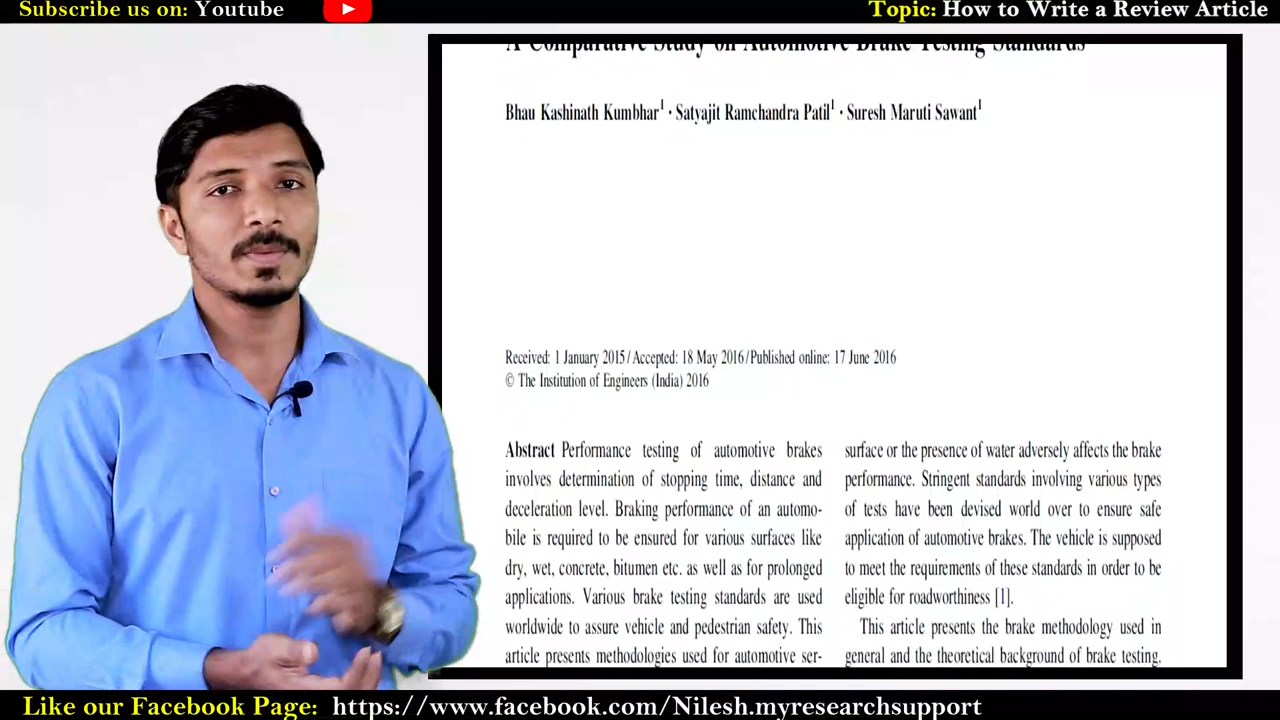 Subscribe us on: Youtube
Topic: How to Write a Review Article
A Comparative Study on Automotive Brake Testing Standards
Bhau Kashinath Kumbhar1 · Satyajit Ramchandra Patil1 · Suresh Maruti Sawant1
Received: 1 January 2015 / Accepted: 18 May 2016 / Published online: 17 June 2016
© The Institution of Engineers (India) 2016
Abstract Performance testing of automotive brakes
involves determination of stopping time, distance and
deceleration level. Braking performance of an automo-
bile is required to be ensured for various surfaces like
dry, wet, concrete, bitumen etc. as well as for prolonged
applications. Various brake testing standards are used
worldwide to assure vehicle and pedestrian safety. This
article presents methodologies used for automotive ser-
surface or the presence of water adversely affects the brake
performance. Stringent standards involving various types
of tests have been devised world over to ensure safe
application of automotive brakes. The vehicle is supposed
to meet the requirements of these standards in order to be
eligible for roadworthiness [1].
This article presents the brake methodology used in
general and the theoretical background of brake testing.
Like our Facebook Page: https://www.facebook.com/Nilesh.myresearchsupport